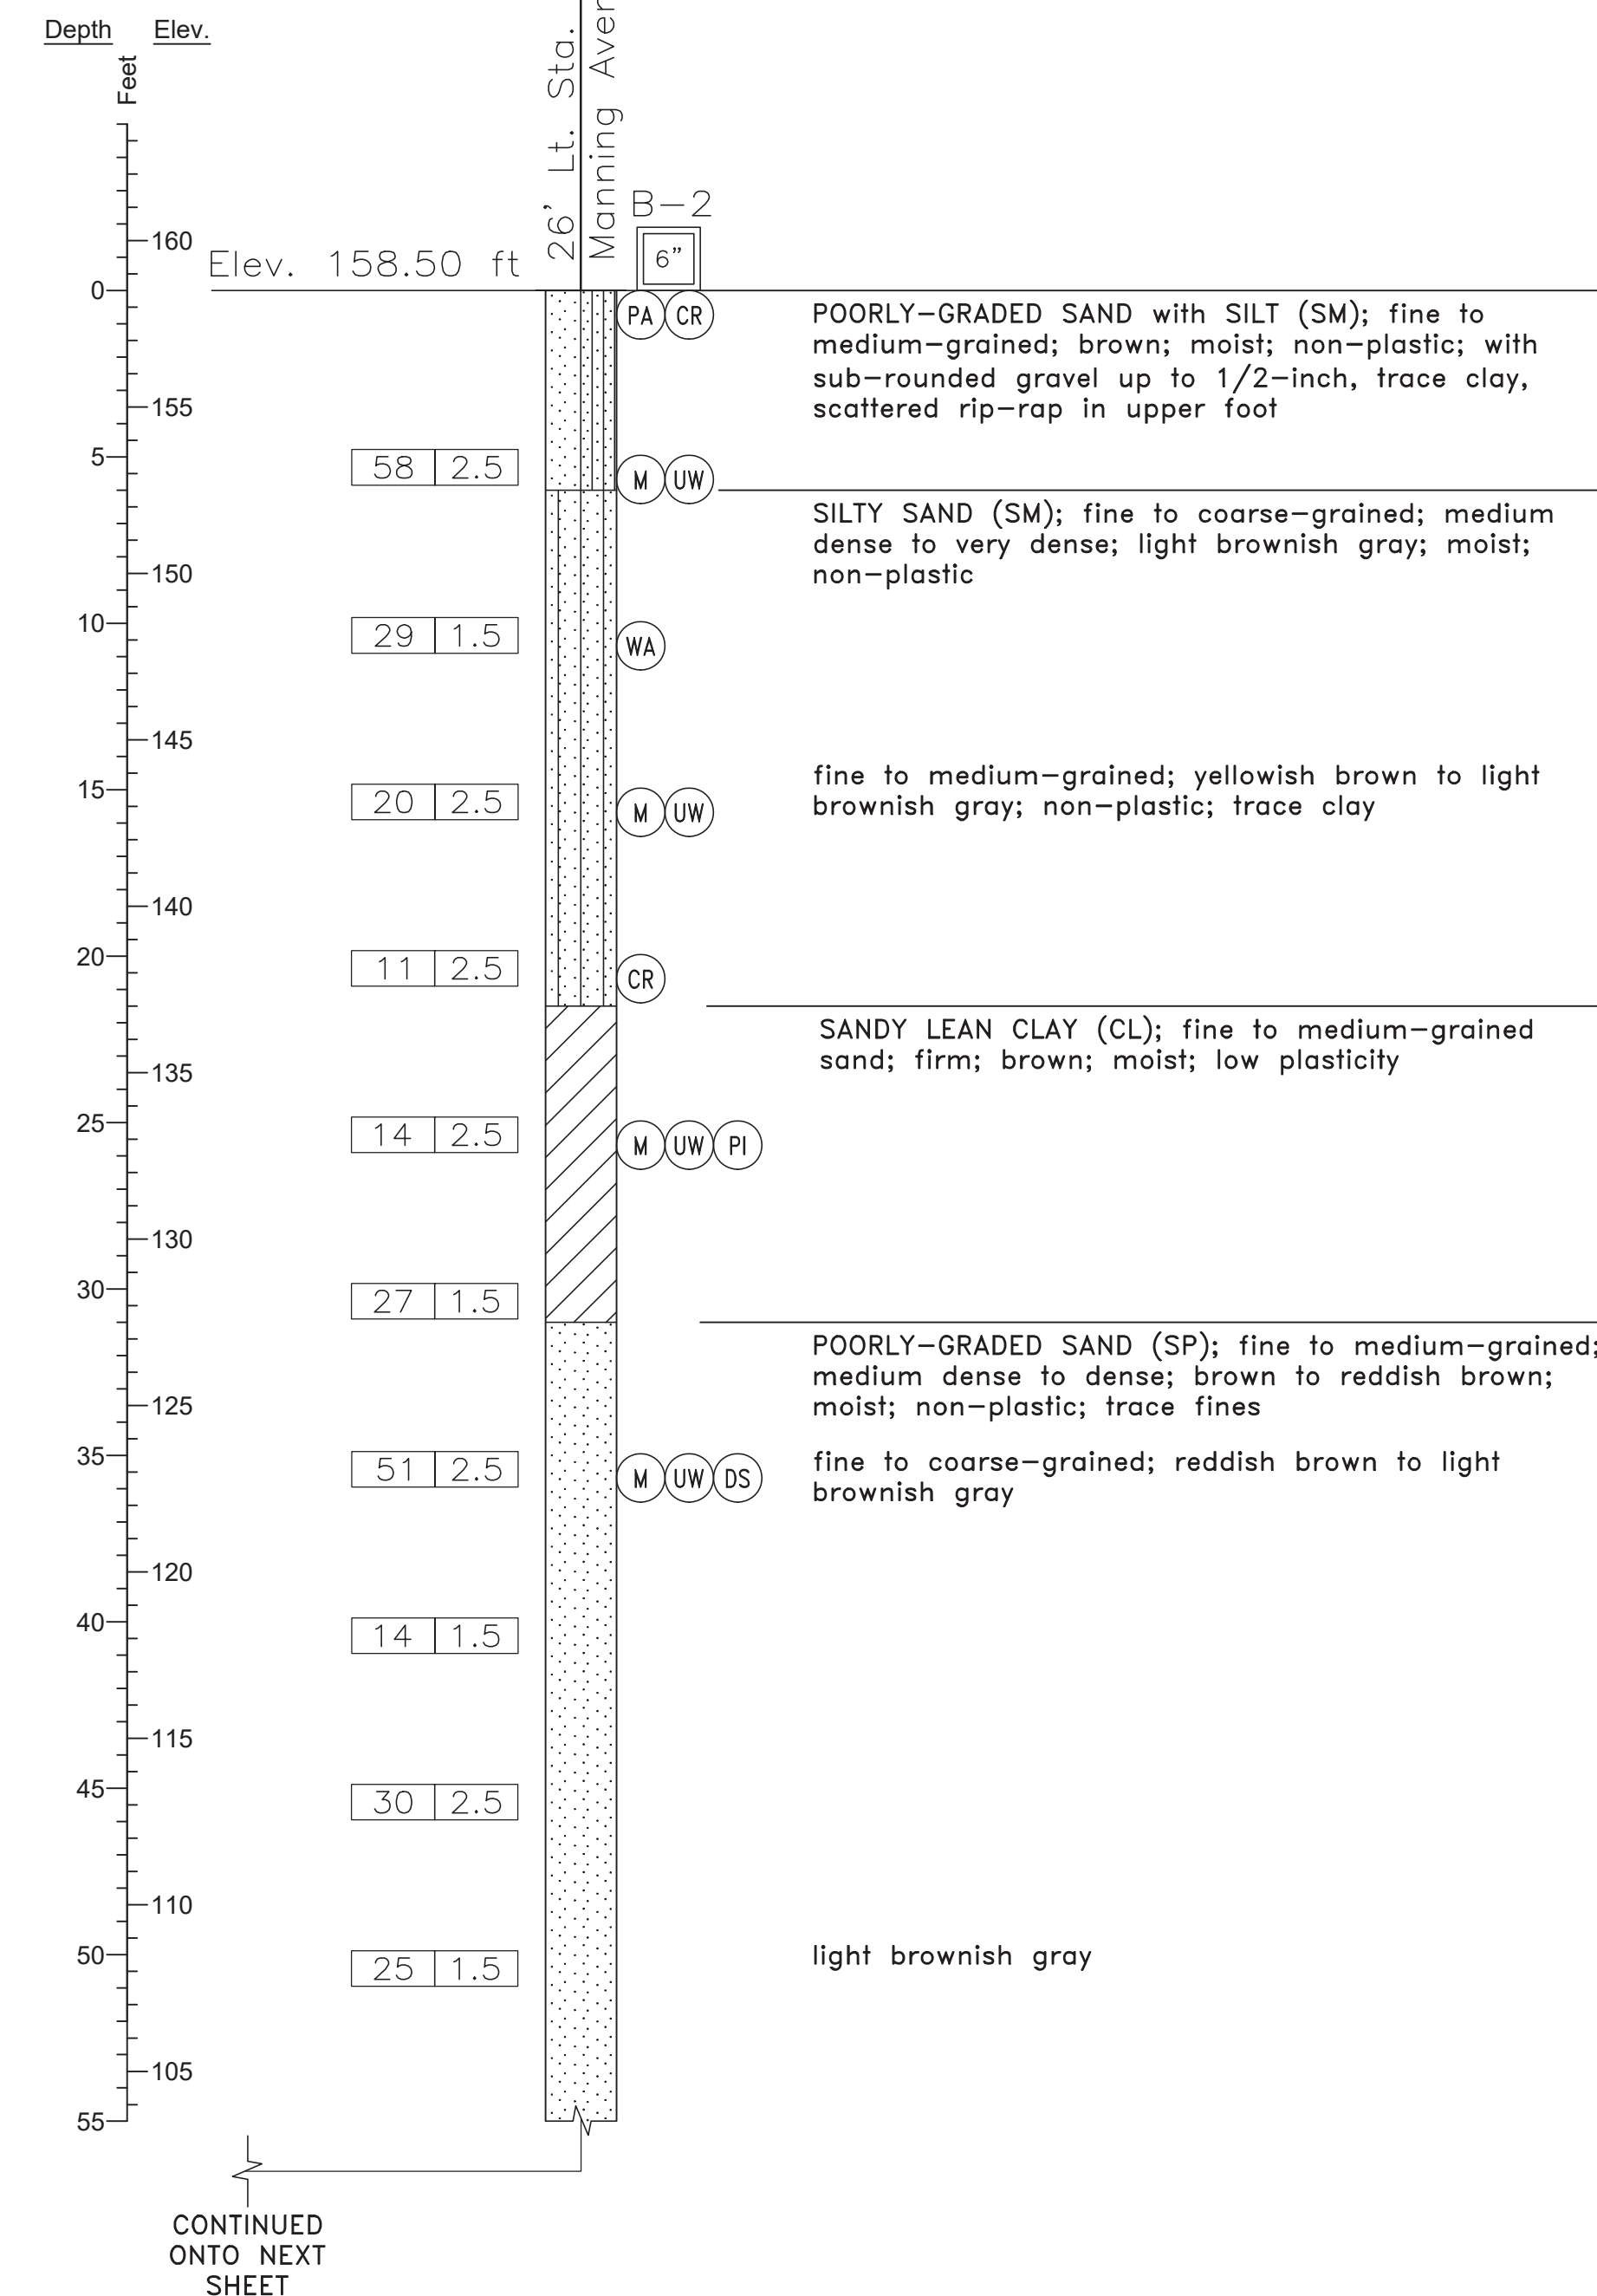 Depth Elev.
Feet
26' Lt. Sta.
Manning
B-2
6"
160
Elev. 158.50 ft
0
PA CR
POORLY-GRADED SAND with SILT (SM); fine to
medium-grained; brown; moist; non-plastic; with
sub-rounded gravel up to 1/2-inch, trace clay,
scattered rip-rap in upper foot
155
5
58 2.5
M UW
SILTY SAND (SM); fine to coarse-grained; medium
dense to very dense; light brownish gray; moist;
non-plastic
150
10
29 1.5
WA
145
15
20 2.5
M UW
fine to medium-grained; yellowish brown to light
brownish gray; non-plastic; trace clay
140
20
11 2.5
CR
SANDY LEAN CLAY (CL); fine to medium-grained
sand; firm; brown; moist; low plasticity
135
25
14 2.5
M UW PI
130
30
27 1.5
POORLY-GRADED SAND (SP); fine to medium-grained;
medium dense to dense; brown to reddish brown;
moist; non-plastic; trace fines
125
35
51 2.5
M UW DS
fine to coarse-grained; reddish brown to light
brownish gray
120
40
14 1.5
115
45
30 2.5
110
50
25 1.5
light brownish gray
105
55
CONTINUED
ONTO NEXT
SHEET